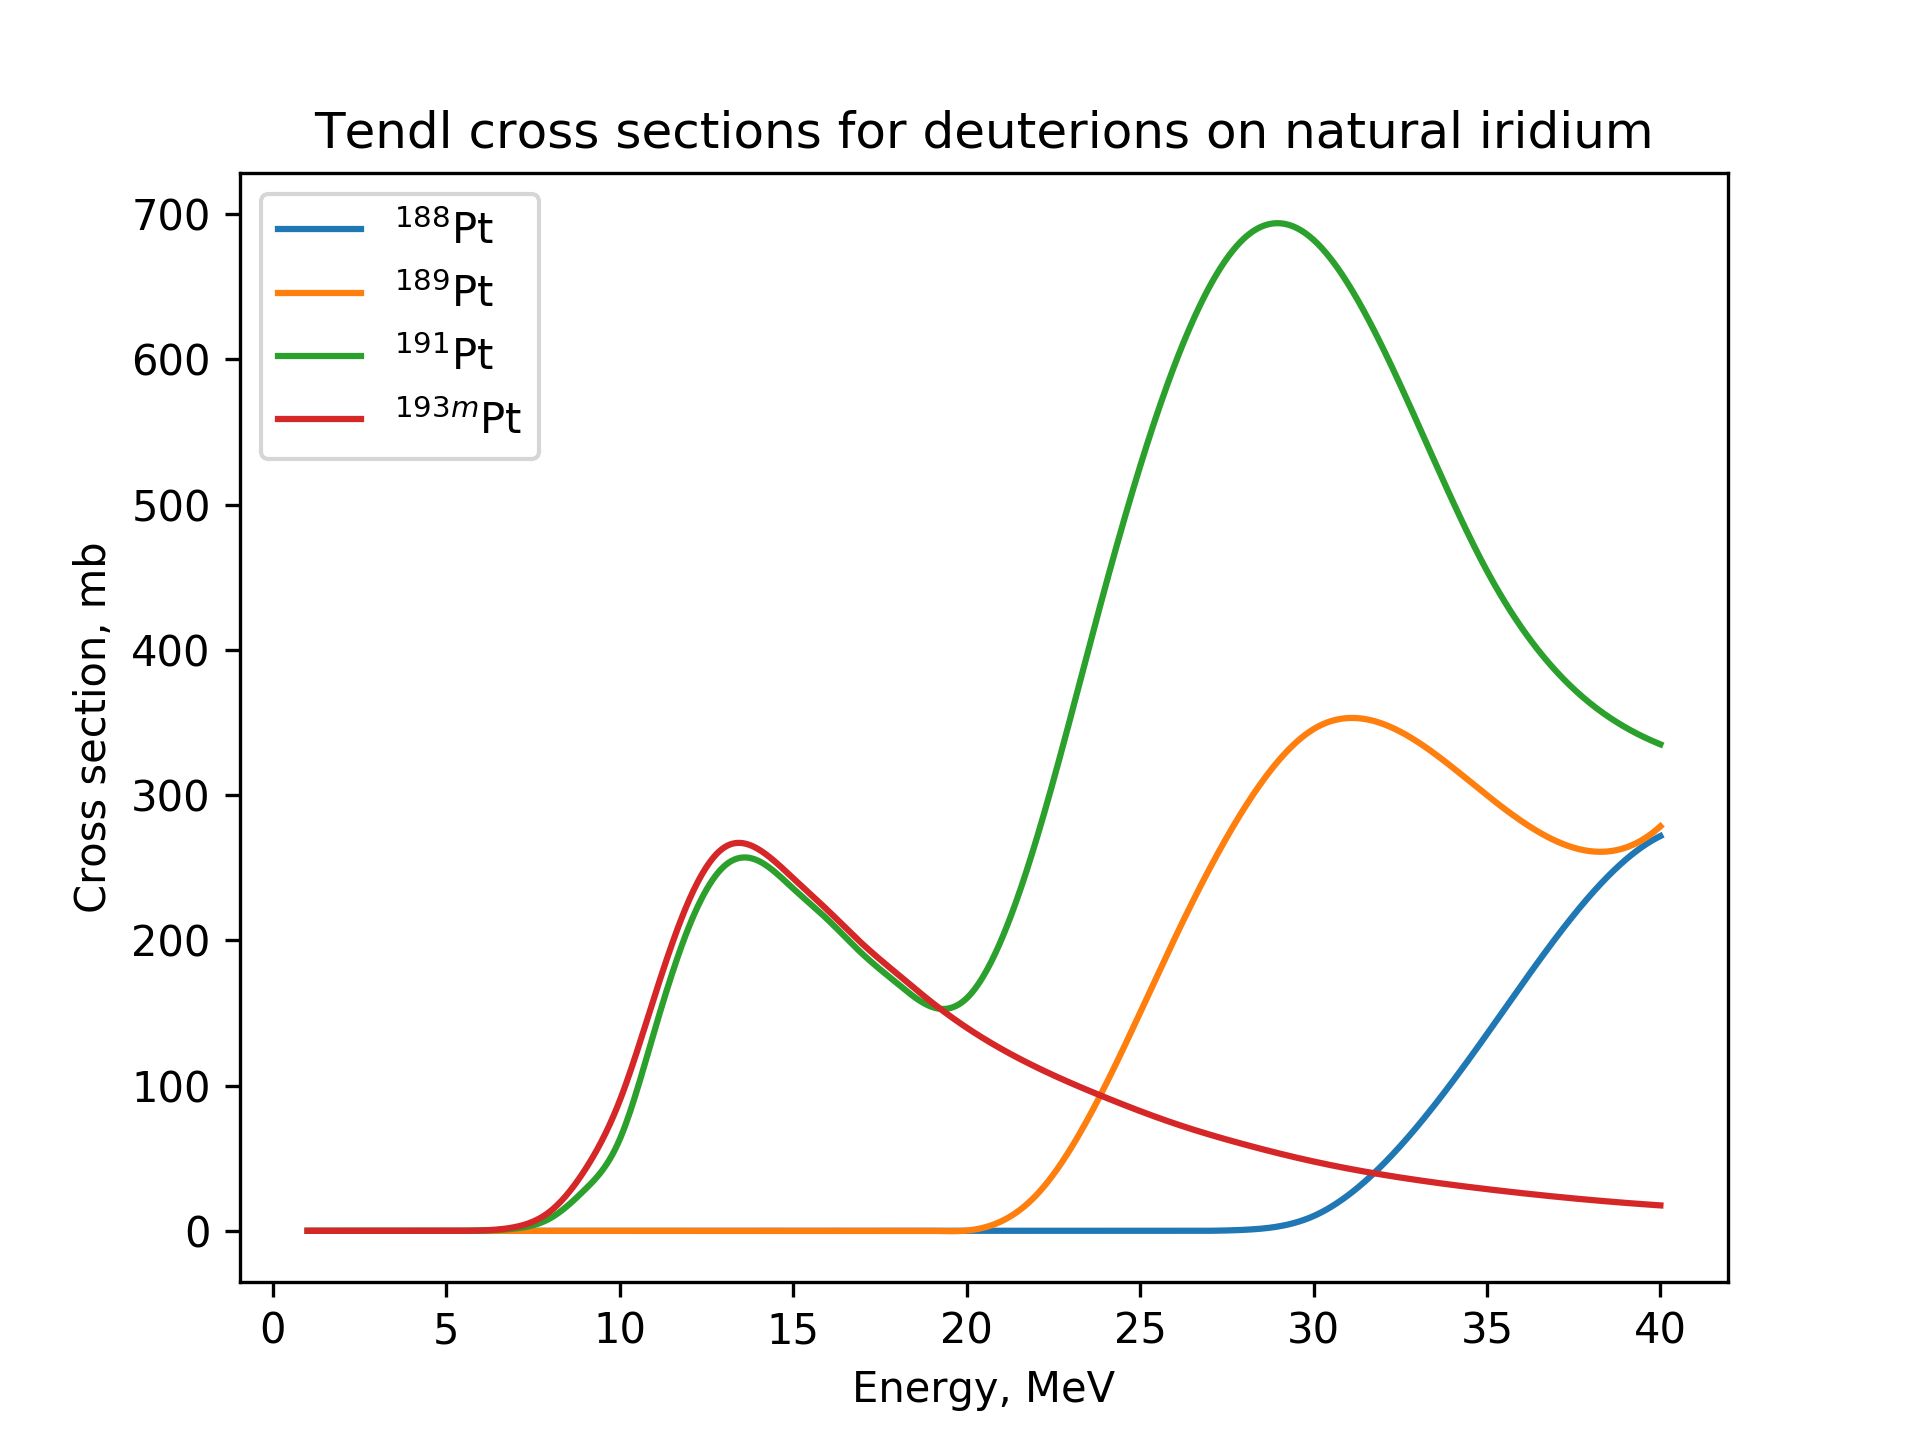 Tendl cross sections for deuterions on natural iridium
¹⁸⁸Pt
¹⁸⁹Pt
¹⁹¹Pt
¹⁹³ᵐPt
Cross section, mb
700
600
500
400
300
200
100
0
0 5 10 15 20 25 30 35 40
Energy, MeV